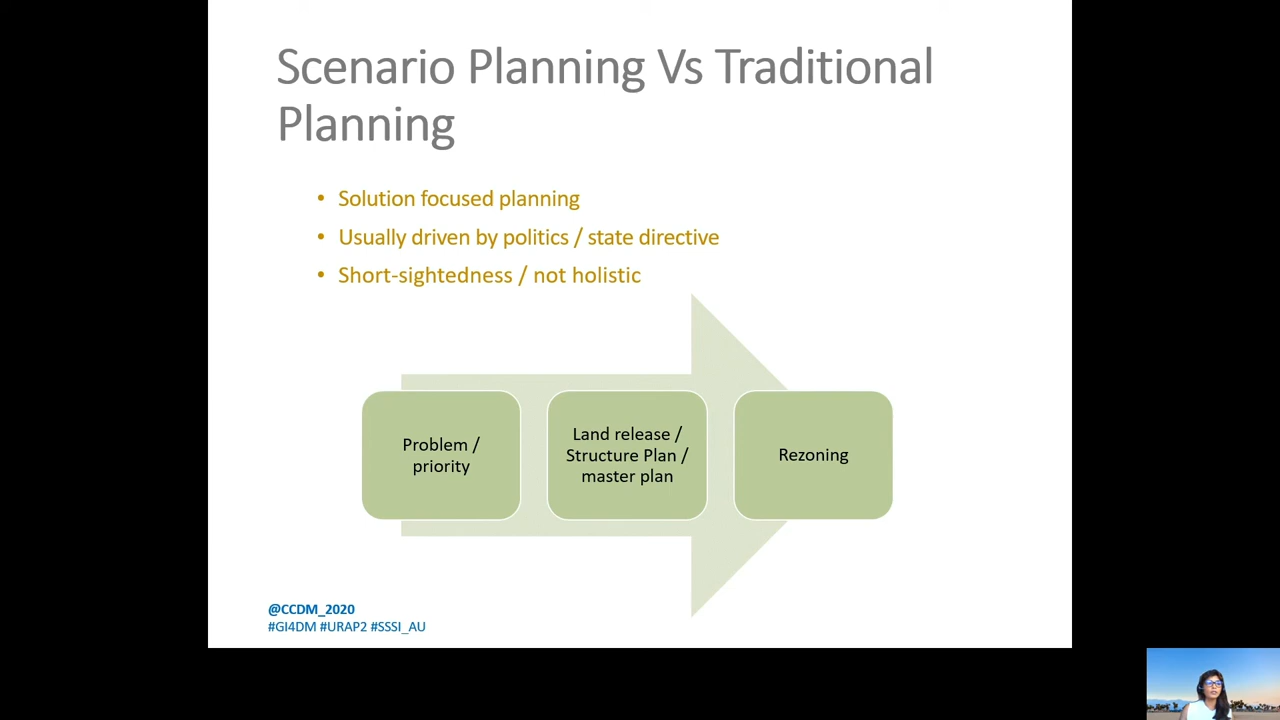 Scenario Planning Vs Traditional
Planning
• Solution focused planning
• Usually driven by politics / state directive
• Short-sightedness / not holistic
Problem /
priority
Land release /
Structure Plan /
master plan
Rezoning
@CCDM_2020
#GI4DM #URAP2 #SSSI_AU